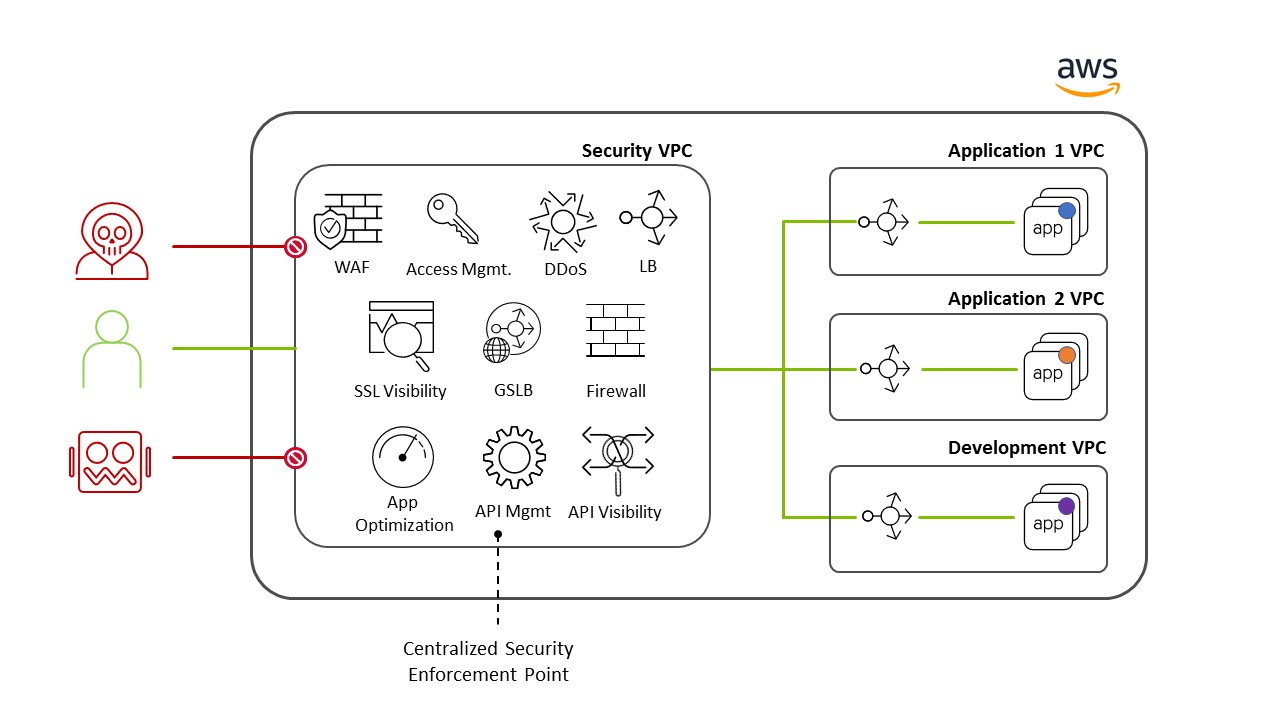 aws
Security VPC
WAF
Access Mgmt.
DDoS
LB
SSL Visibility
GSLB
Firewall
App
Optimization
API Mgmt
API Visibility
Centralized Security
Enforcement Point
Application 1 VPC
app
Application 2 VPC
app
Development VPC
app